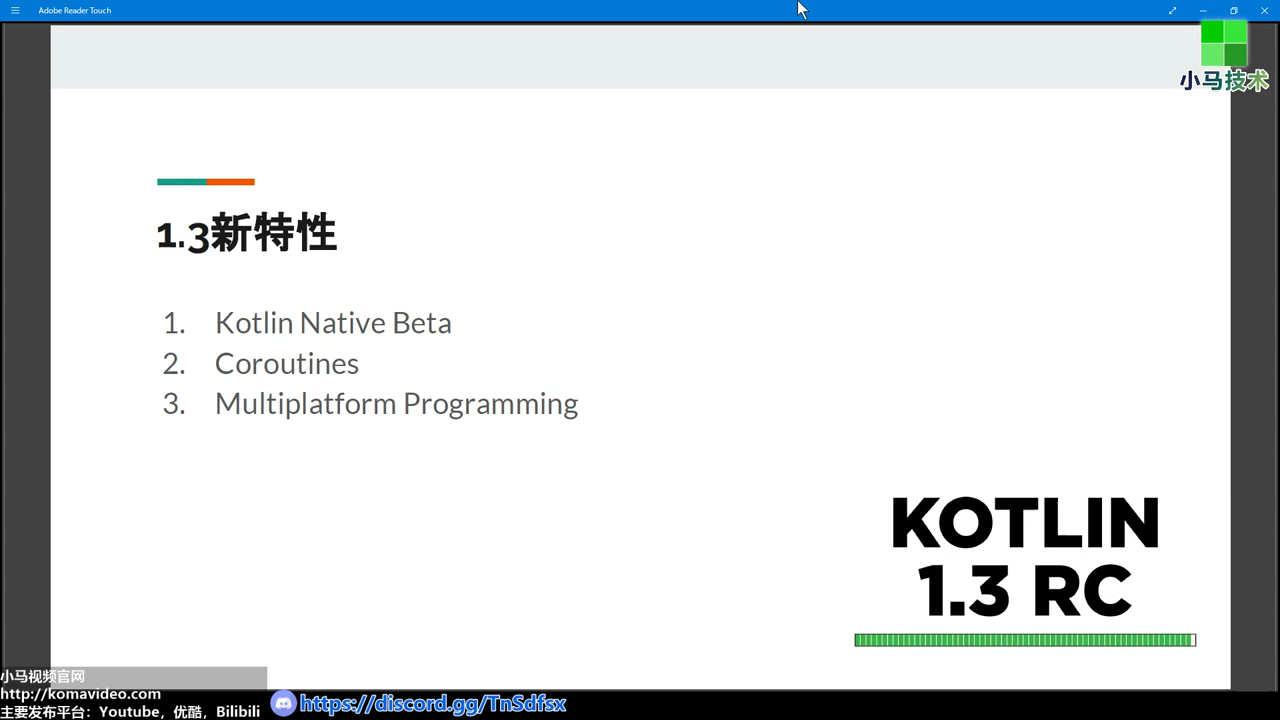 Adobe Reader Touch
小马技术
1.3新特性
1. Kotlin Native Beta
2. Coroutines
3. Multiplatform Programming
KOTLIN
1.3 RC
小马视频官网
http://komavideo.com
主要发布平台：Youtube，优酷，Bilibili
https://discord.gg/TnSdfsx